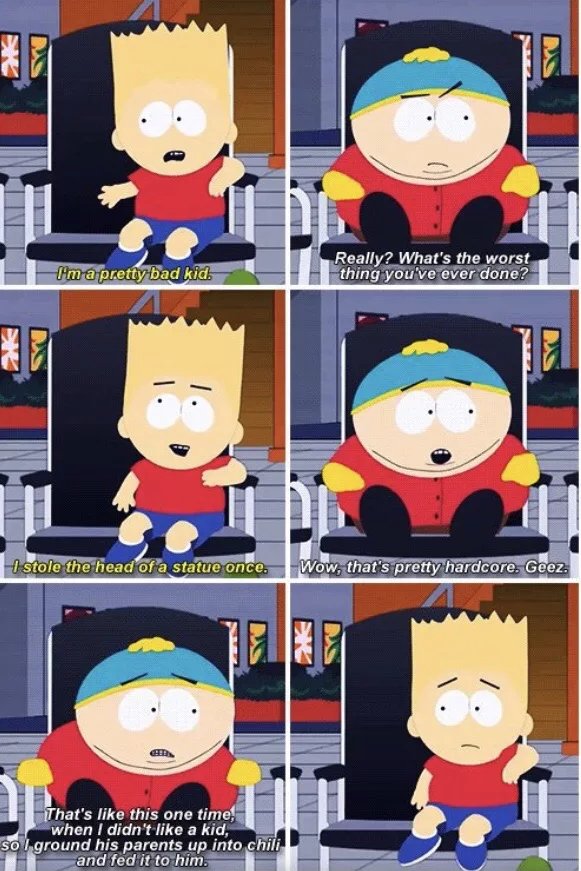 I'm a pretty bad kid.
Really? What's the worst
thing you've ever done?
I stole the head of a statue once.
Wow, that's pretty hardcore. Geez.
That's like this one time,
when I didn't like a kid,
so I ground his parents up into chili
and fed it to him.